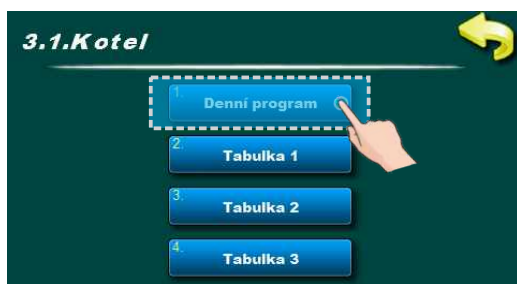 3.1.Kotel
1. Denní program
2. Tabulka 1
3. Tabulka 2
4. Tabulka 3